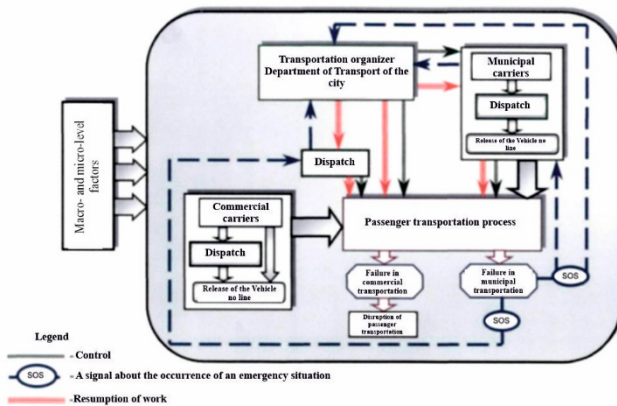 Transportation organizer
Department of Transport of the
city
Municipal
carriers
Dispatch
Release of the Vehicle no
line
Macro- and micro-level
factors
Dispatch
Commercial
carriers
Dispatch
Release of the Vehicle
no line
Passenger transportation process
Failure in
commercial
transportation
Failure in
municipal
transportation
SOS
Disruption of
passenger
transportation
SOS
Legend
- Control
SOS
- A signal about the occurrence of an emergency situation
- Resumption of work